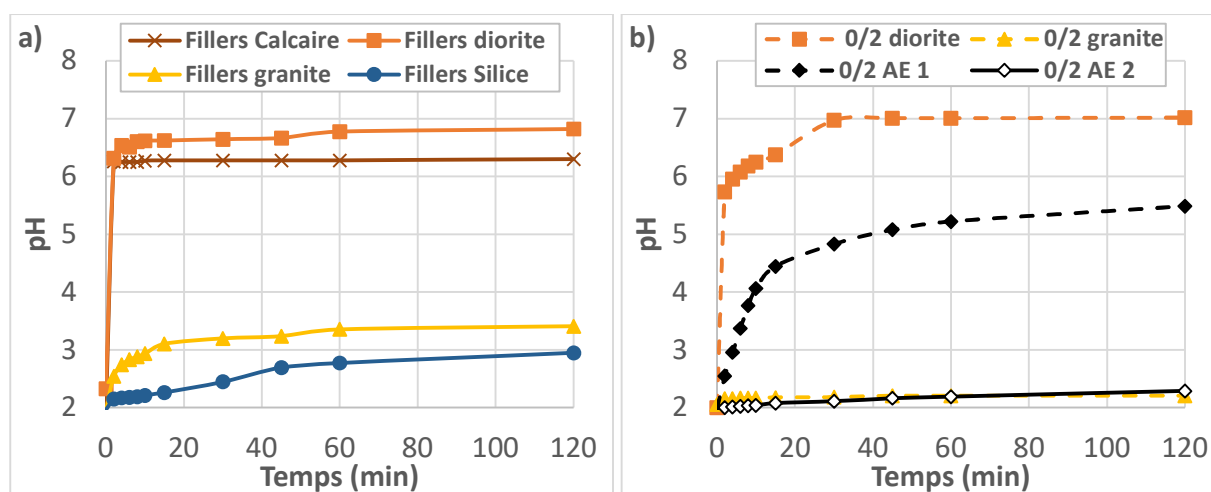 a)
Fillers Calcaire
Fillers diorite
Fillers granite
Fillers Silice
8
7
6
5
4
3
2
pH
0 20 40 60 80 100 120
Temps (min)
b)
0/2 diorite
0/2 granite
0/2 AE 1
0/2 AE 2
8
7
6
5
4
3
2
pH
0 20 40 60 80 100 120
Temps (min)